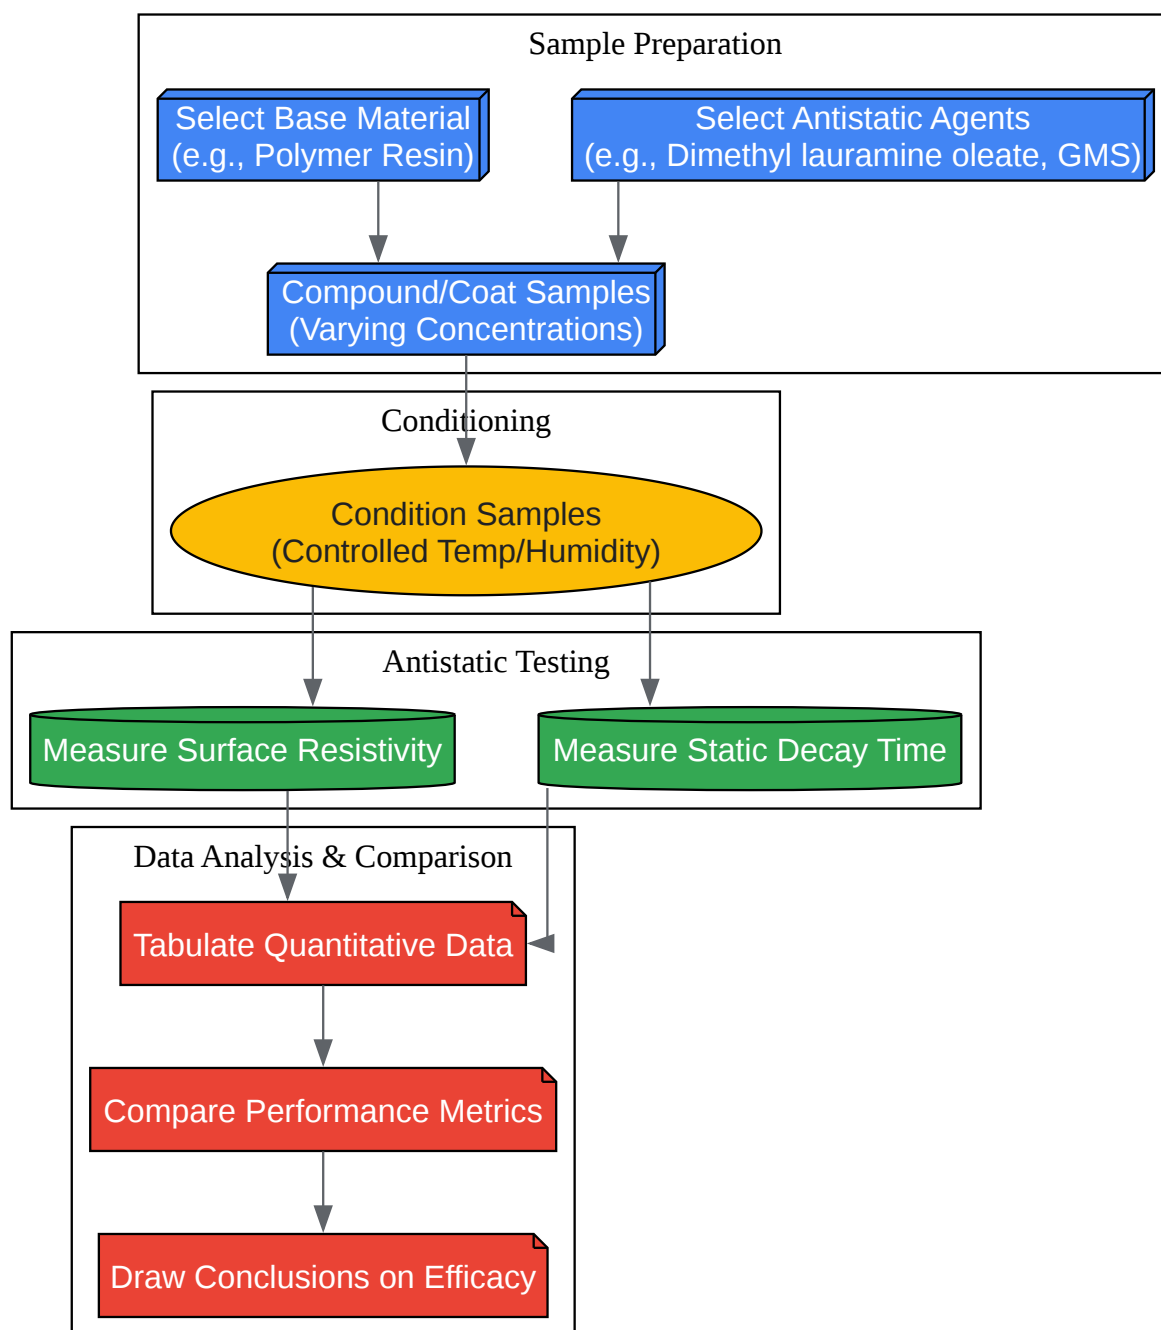 Sample Preparation
Select Base Material
(e.g., Polymer Resin)
Select Antistatic Agents
(e.g., Dimethyl lauramine oleate, GMS)
Compound/Coat Samples
(Varying Concentrations)
Conditioning
Condition Samples
(Controlled Temp/Humidity)
Antistatic Testing
Measure Surface Resistivity
Measure Static Decay Time
Data Analysis & Comparison
Tabulate Quantitative Data
Compare Performance Metrics
Draw Conclusions on Efficacy